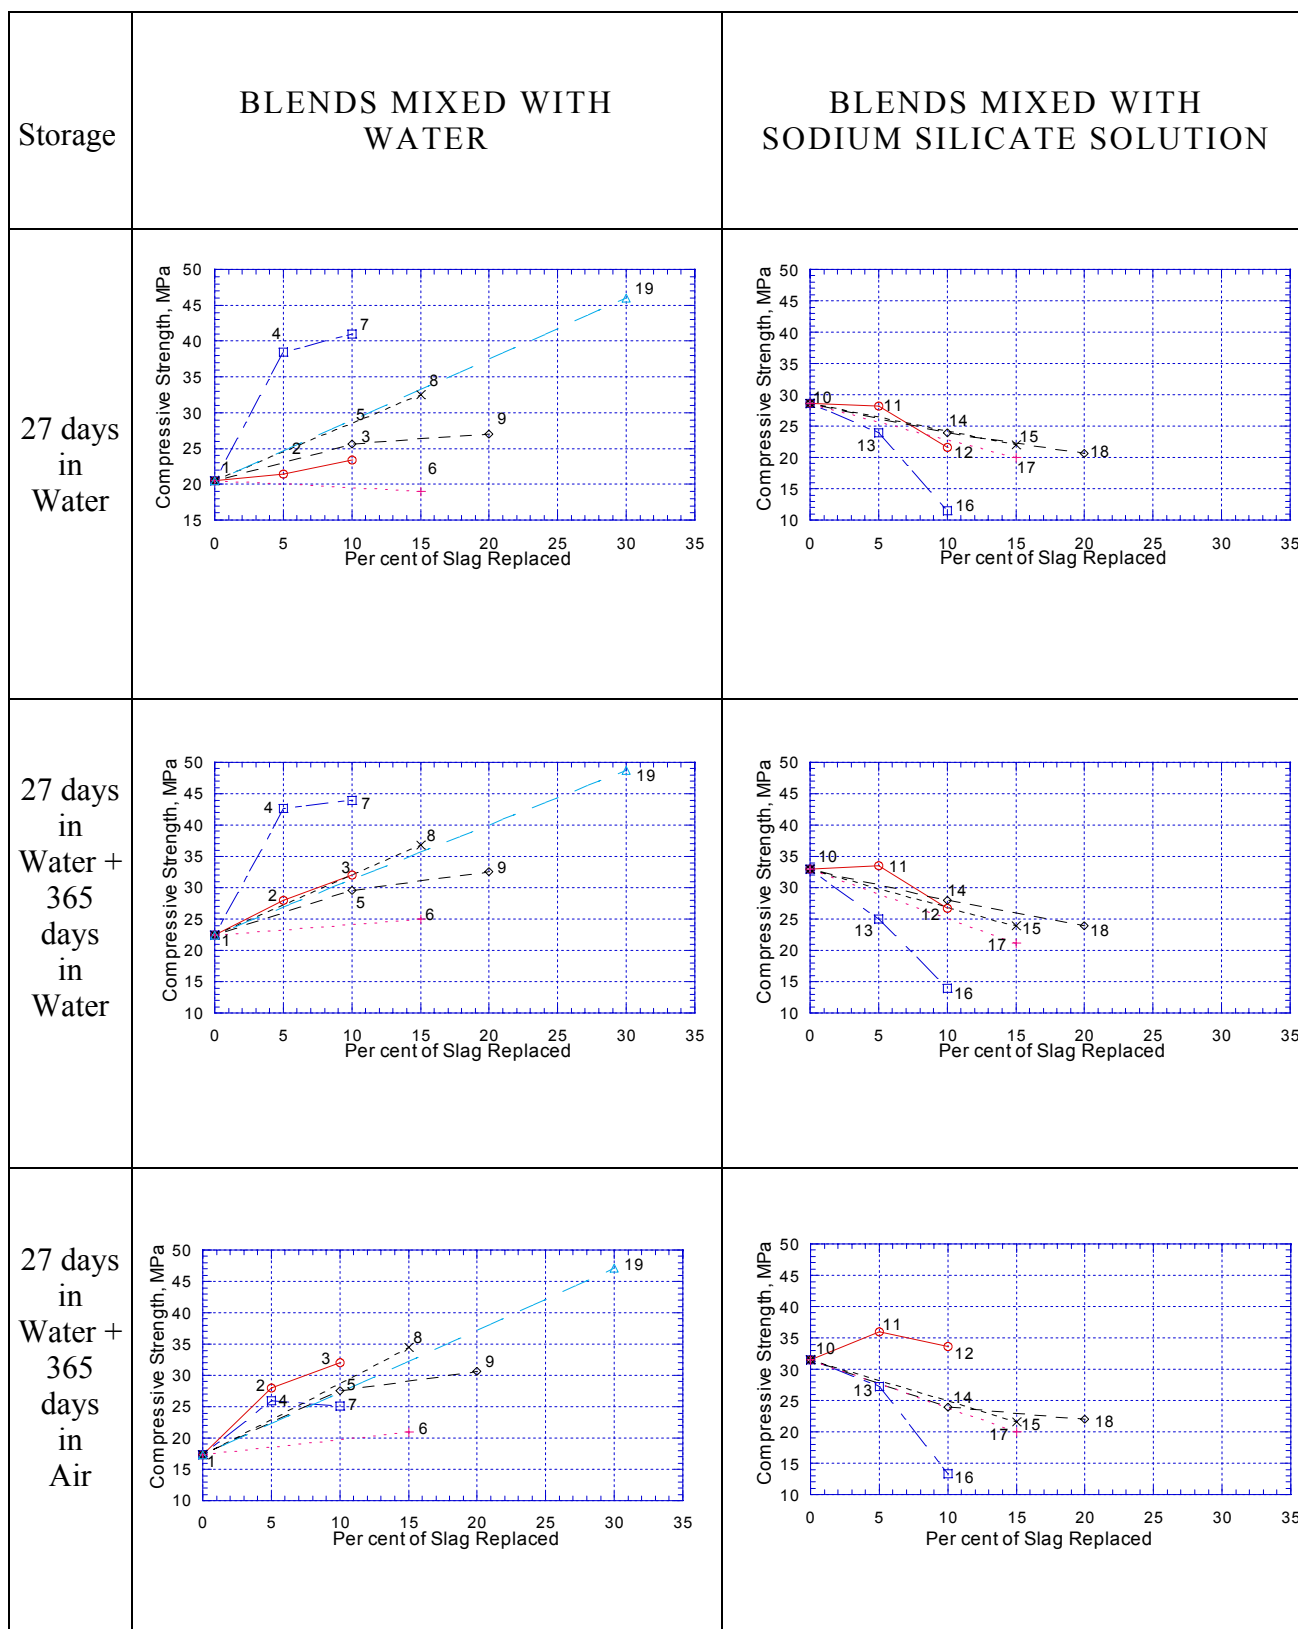 Storage
BLENDS MIXED WITH
WATER
BLENDS MIXED WITH
SODIUM SILICATE SOLUTION
27 days
in
Water
Compressive Strength, MPa
50
45
40
35
30
25
20
15
0 5 10 15 20 25 30 35
Per cent of Slag Replaced
1
2
3
4
5
6
7
8
9
19
Compressive Strength, MPa
50
45
40
35
30
25
20
15
10
0 5 10 15 20 25 30 35
Per cent of Slag Replaced
10
11
12
13
14
15
16
17
18
27 days
in
Water +
365
days
in
Water
Compressive Strength, MPa
50
45
40
35
30
25
20
15
10
0 5 10 15 20 25 30 35
Per cent of Slag Replaced
1
2
3
4
5
6
7
8
9
19
Compressive Strength, MPa
50
45
40
35
30
25
20
15
10
0 5 10 15 20 25 30 35
Per cent of Slag Replaced
10
11
12
13
14
15
16
17
18
27 days
in
Water +
365
days
in
Air
Compressive Strength, MPa
50
45
40
35
30
25
20
15
10
0 5 10 15 20 25 30 35
Per cent of Slag Replaced
1
2
3
4
5
6
7
8
9
19
Compressive Strength, MPa
50
45
40
35
30
25
20
15
10
0 5 10 15 20 25 30 35
Per cent of Slag Replaced
10
11
12
13
14
15
16
17
18